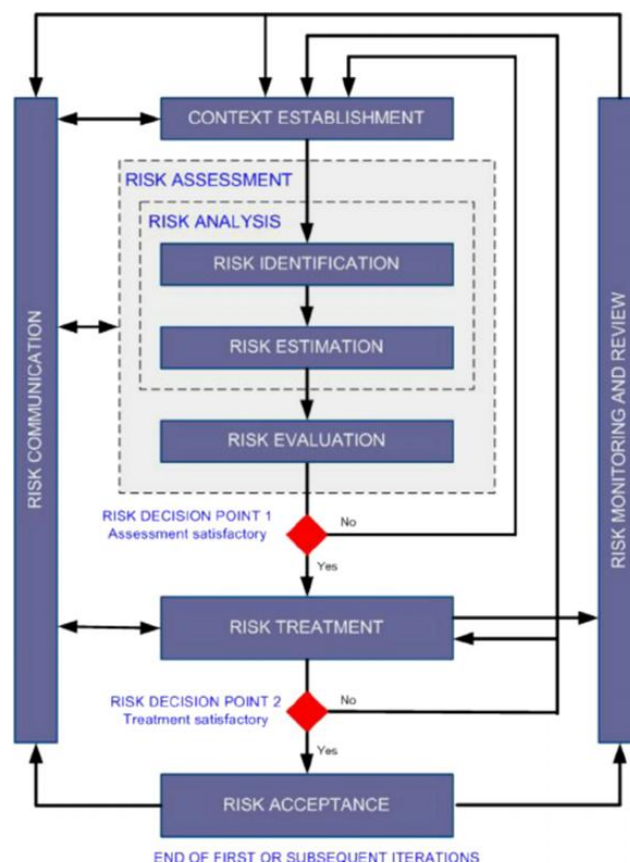 CONTEXT ESTABLISHMENT
RISK ASSESSMENT
RISK ANALYSIS
RISK IDENTIFICATION
RISK ESTIMATION
RISK EVALUATION
RISK COMMUNICATION
RISK MONITORING AND REVIEW
RISK DECISION POINT 1
Assessment satisfactory
No
Yes
RISK TREATMENT
RISK DECISION POINT 2
Treatment satisfactory
No
Yes
RISK ACCEPTANCE
END OF FIRST OR SUBSEQUENT ITERATIONS